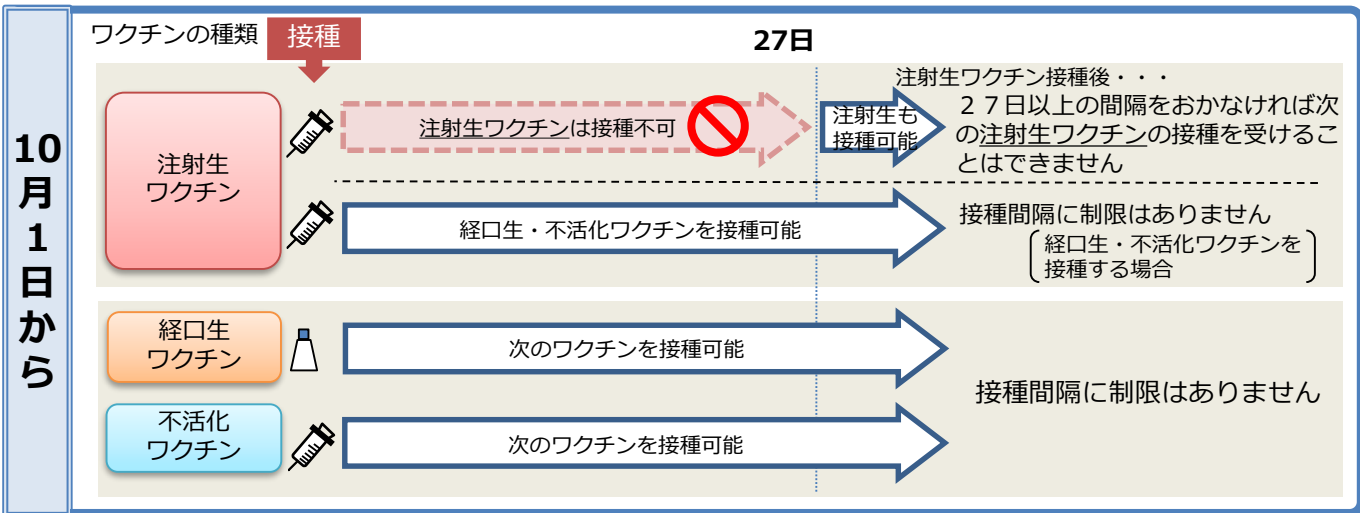 10月1日から
ワクチンの種類
接種
27日
注射生
ワクチン
注射生ワクチンは接種不可
注射生も
接種可能
注射生ワクチン接種後・・・
２７日以上の間隔をおかなければ次
の注射生ワクチンの接種を受けるこ
とはできません
経口生・不活化ワクチンを接種可能
接種間隔に制限はありません
経口生・不活化ワクチンを
接種する場合
経口生
ワクチン
次のワクチンを接種可能
接種間隔に制限はありません
不活化
ワクチン
次のワクチンを接種可能